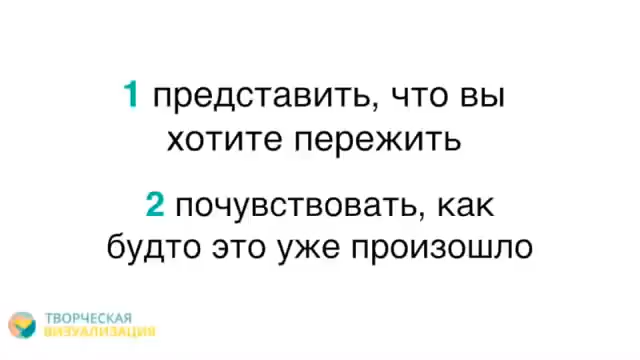 1 представить, что вы
хотите пережить
2 почувствовать, как
будто это уже произошло
ТВОРЧЕСКАЯ
ВИЗУАЛИЗАЦИЯ